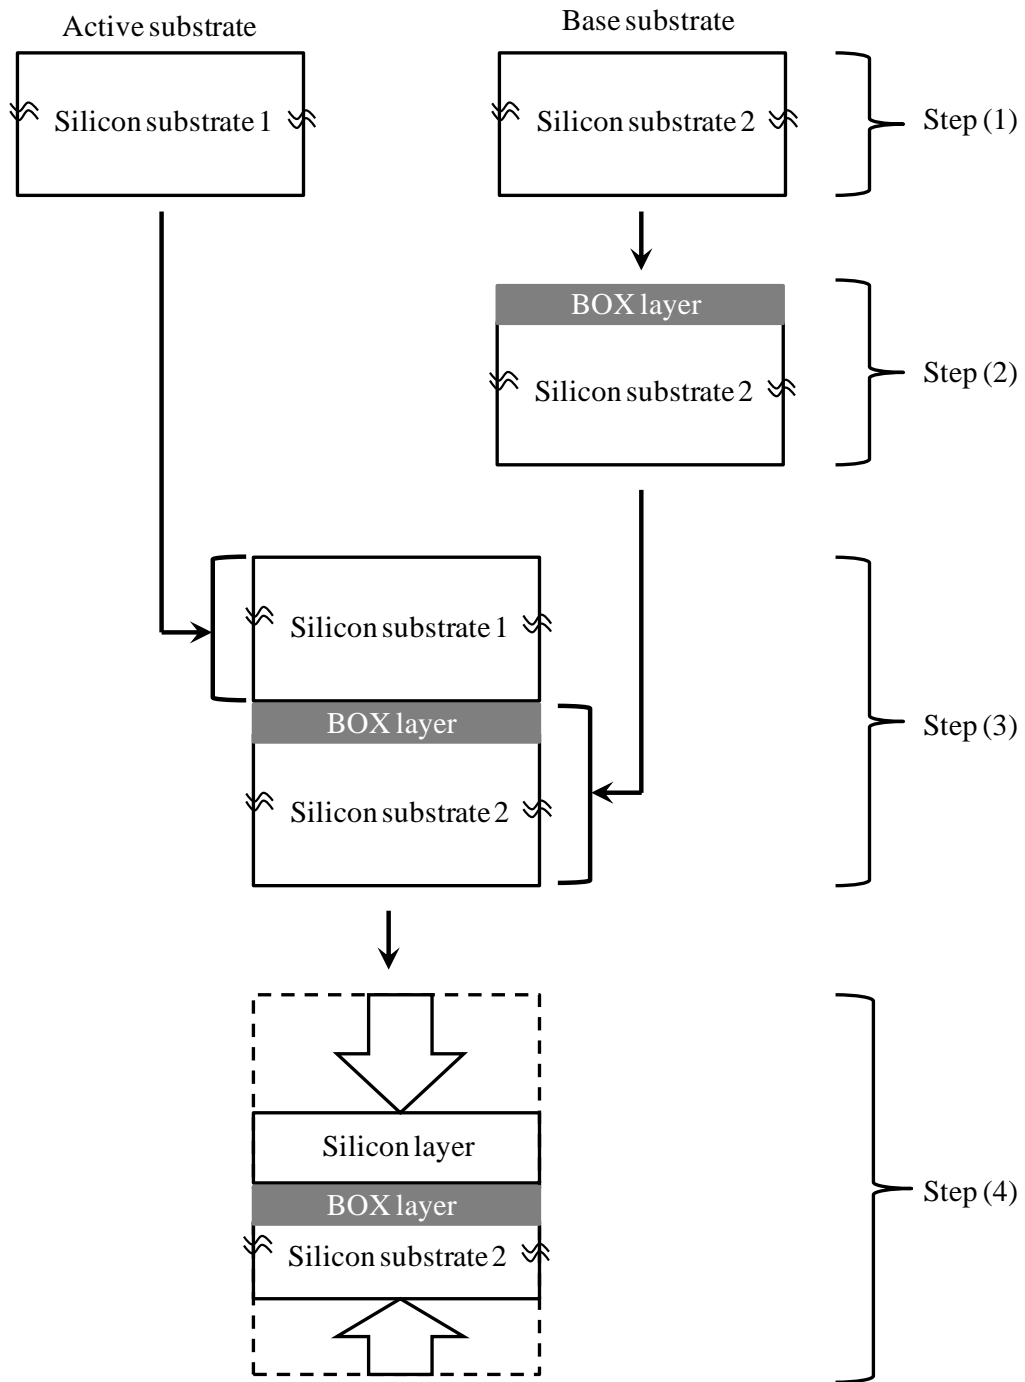 Active substrate
Base substrate
Silicon substrate 1
Silicon substrate 2
Step (1)
BOX layer
Silicon substrate 2
Step (2)
Silicon substrate 1
BOX layer
Silicon substrate 2
Step (3)
Silicon layer
BOX layer
Silicon substrate 2
Step (4)